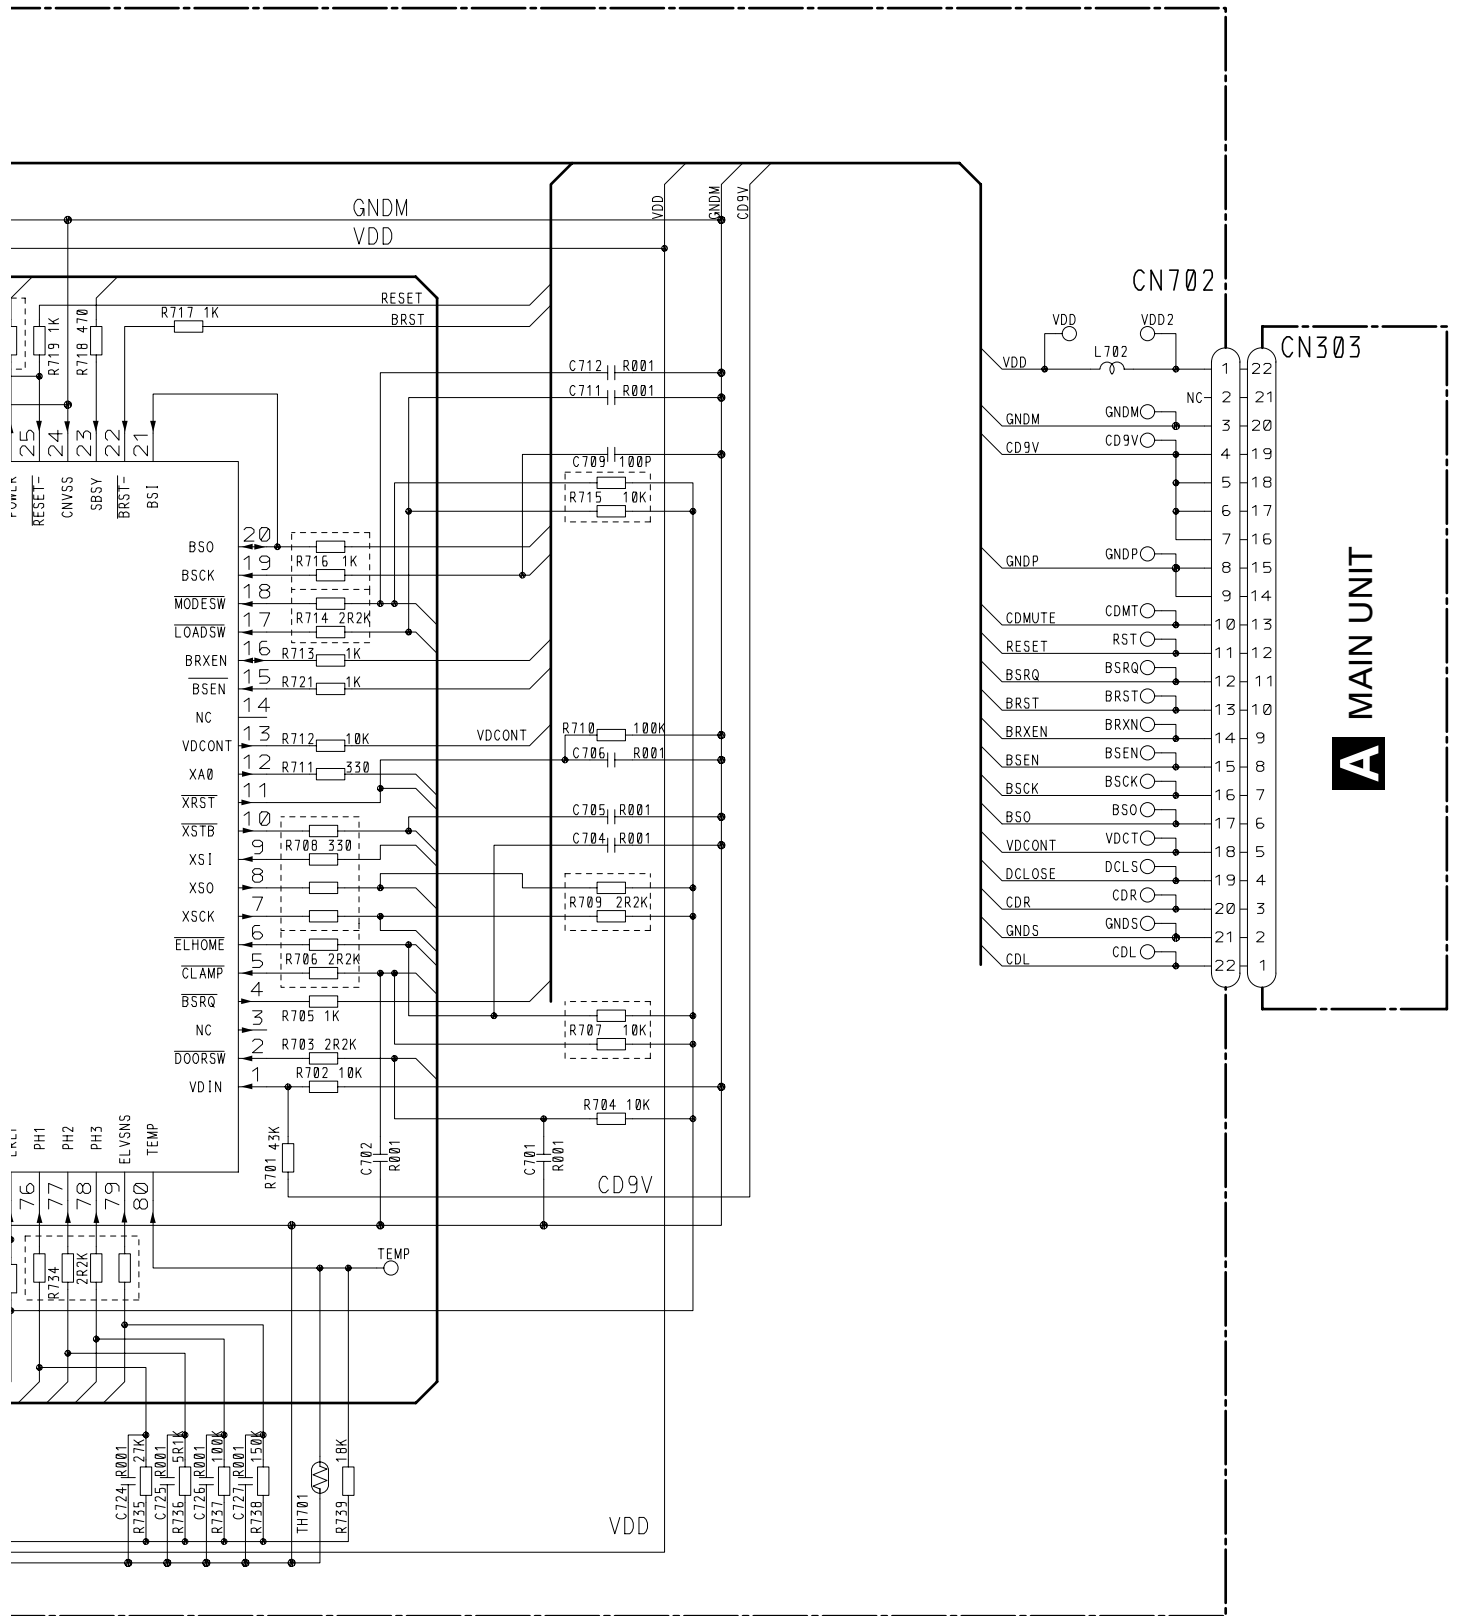 GNDM
VDD
VDD
GNDM
CD9V
CN702
RESET
R717 1K
BRST
R719 1K
R718 470
VDD
VDD2
L702
CN303
C712 R001
C711 R001
VDD
1 22
NC 2 21
GNDM GNDM 3 20
CD9V CD9V 4 19
5 18
6 17
7 16
GNDP GNDP 8 15
9 14
CDMUTE CDMT 10 13
RESET RST 11 12
BSRQ BSRQ 12 11
BRST BRST 13 10
BRXEN BRXN 14 9
BSEN BSEN 15 8
BSCK BSCK 16 7
BSO BSO 17 6
VDCONT VDCT 18 5
DCLOSE DCLS 19 4
CDR CDR 20 3
GNDS GNDS 21 2
CDL CDL 22 1
A MAIN UNIT
25 24 23 22 21
RESET-
CNVSS
SBSY
BRST-
BSI
C709 100P
R715 10K
BSO 20
R716 1K
BSCK 19
MODESW 18
R714 2R2K
LOADSW 17
BRXEN 16 R713 1K
BSEN 15 R721 1K
NC 14
VDCONT 13 R712 10K VDCONT
R710 100K
C706 R001
XA0 12 R711 330
XRST 11
XSTB 10
C705 R001
R708 330
C704 R001
XSI 9
XSO 8
R709 2R2K
XSCK 7
ELHOME 6
R706 2R2K
CLAMP 5
BSRQ 4
R705 1K
NC 3
R707 10K
DOORSW 2 R703 2R2K
VDIN 1 R702 10K
R704 10K
PH1
PH2
PH3
ELVSNS
TEMP
R701 43K
C702 R001
C701 R001
CD9V
76 77 78 79 80
R734 2R2K
TEMP
C724 R001
R735 27K
C725 R001
R736 5R1K
C726 R001
R737 100K
C727 R001
R738 150K
TH701
R739 18K
VDD